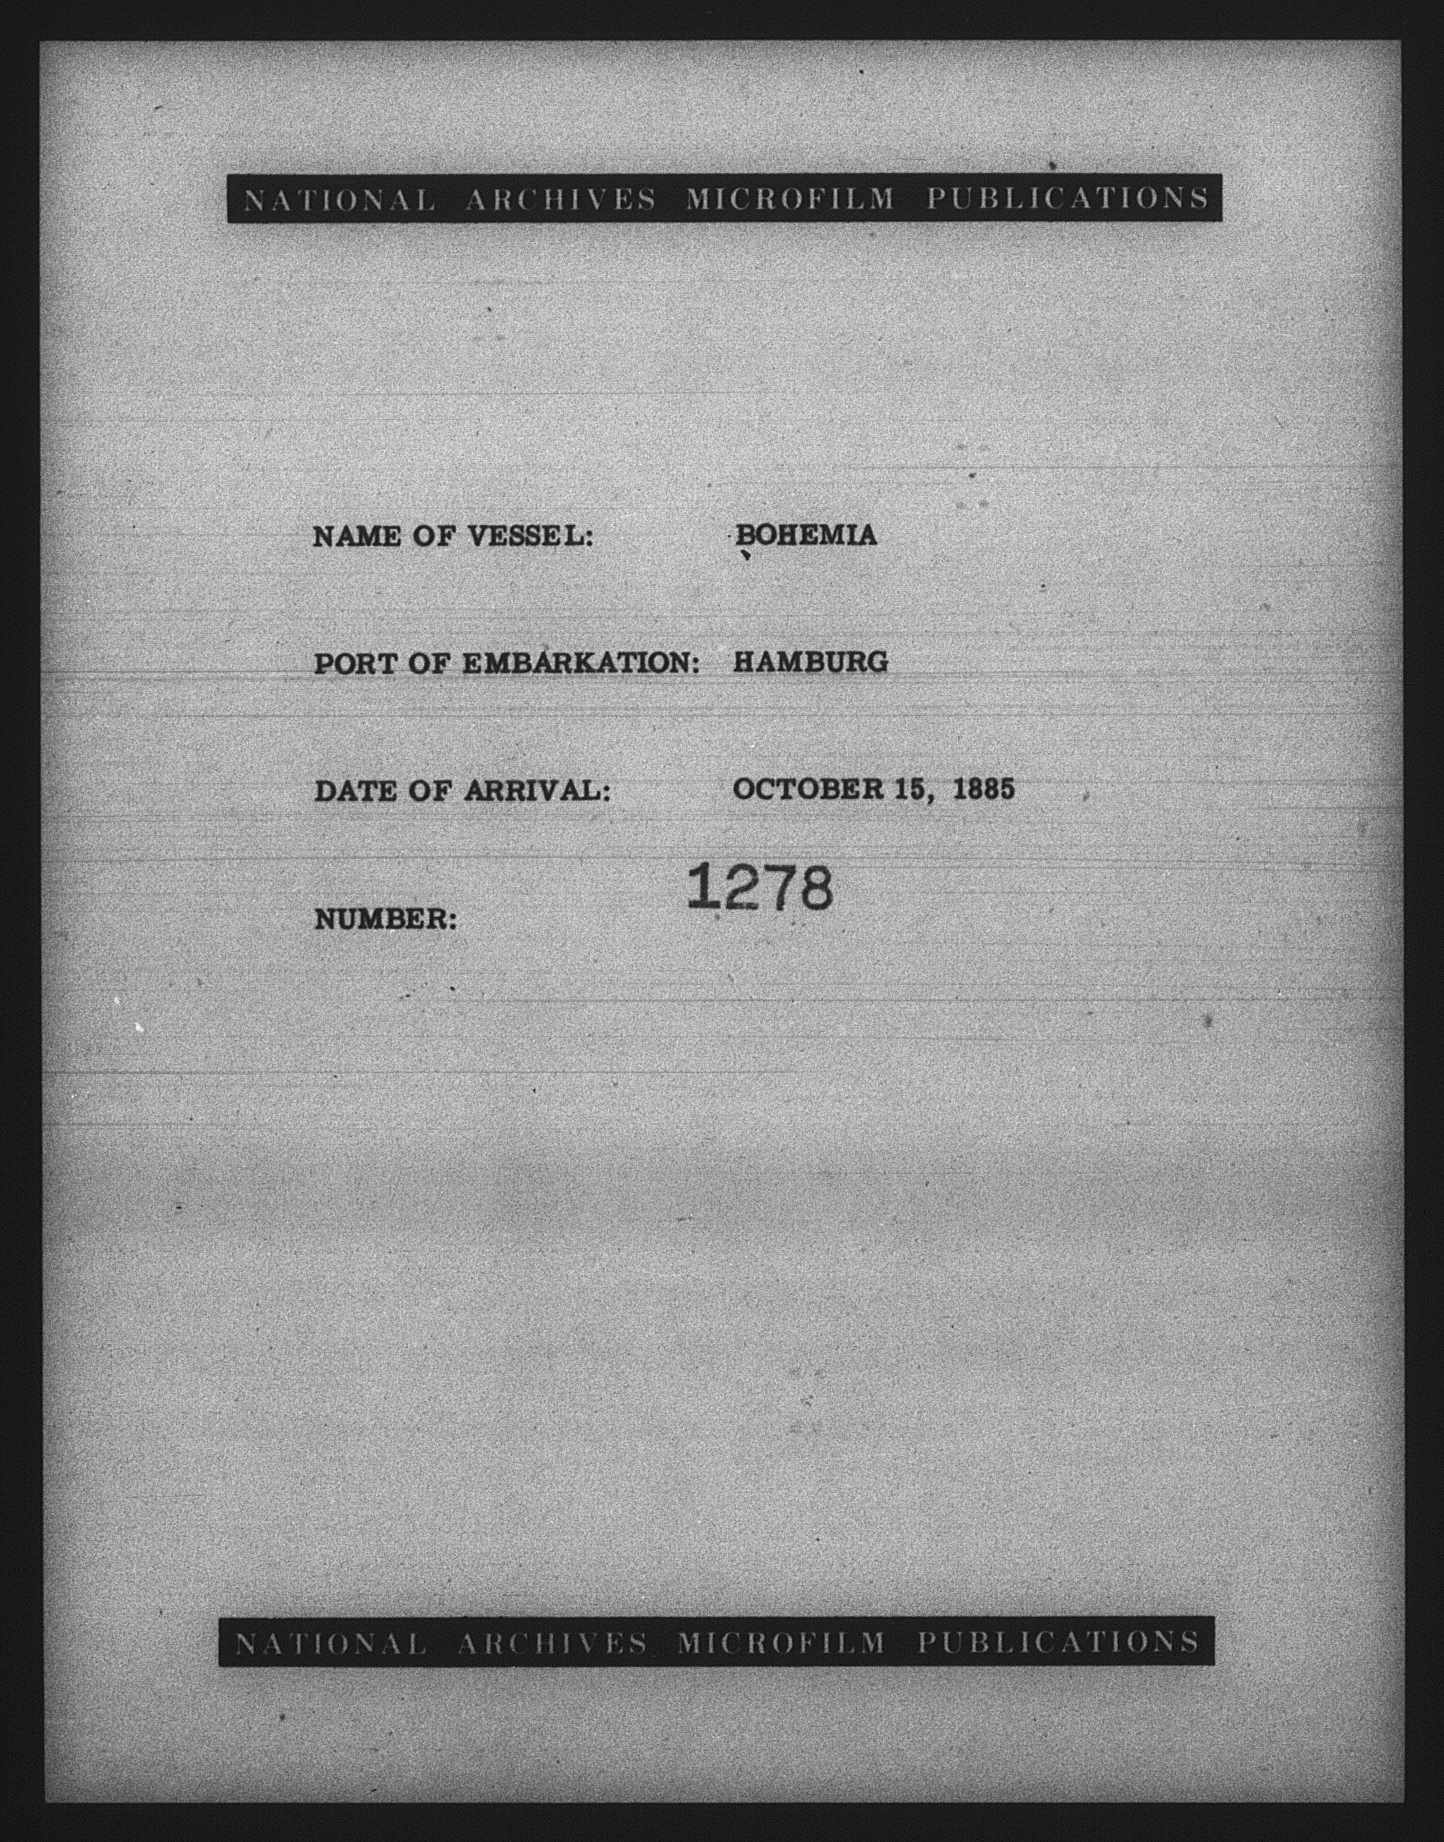 NATIONAL ARCHIVES MICROFILM PUBLICATIONS
NAME OF VESSEL: BOHEMIA
PORT OF EMBARKATION: HAMBURG
DATE OF ARRIVAL: OCTOBER 15, 1885
NUMBER: 1278
NATIONAL ARCHIVES MICROFILM PUBLICATIONS